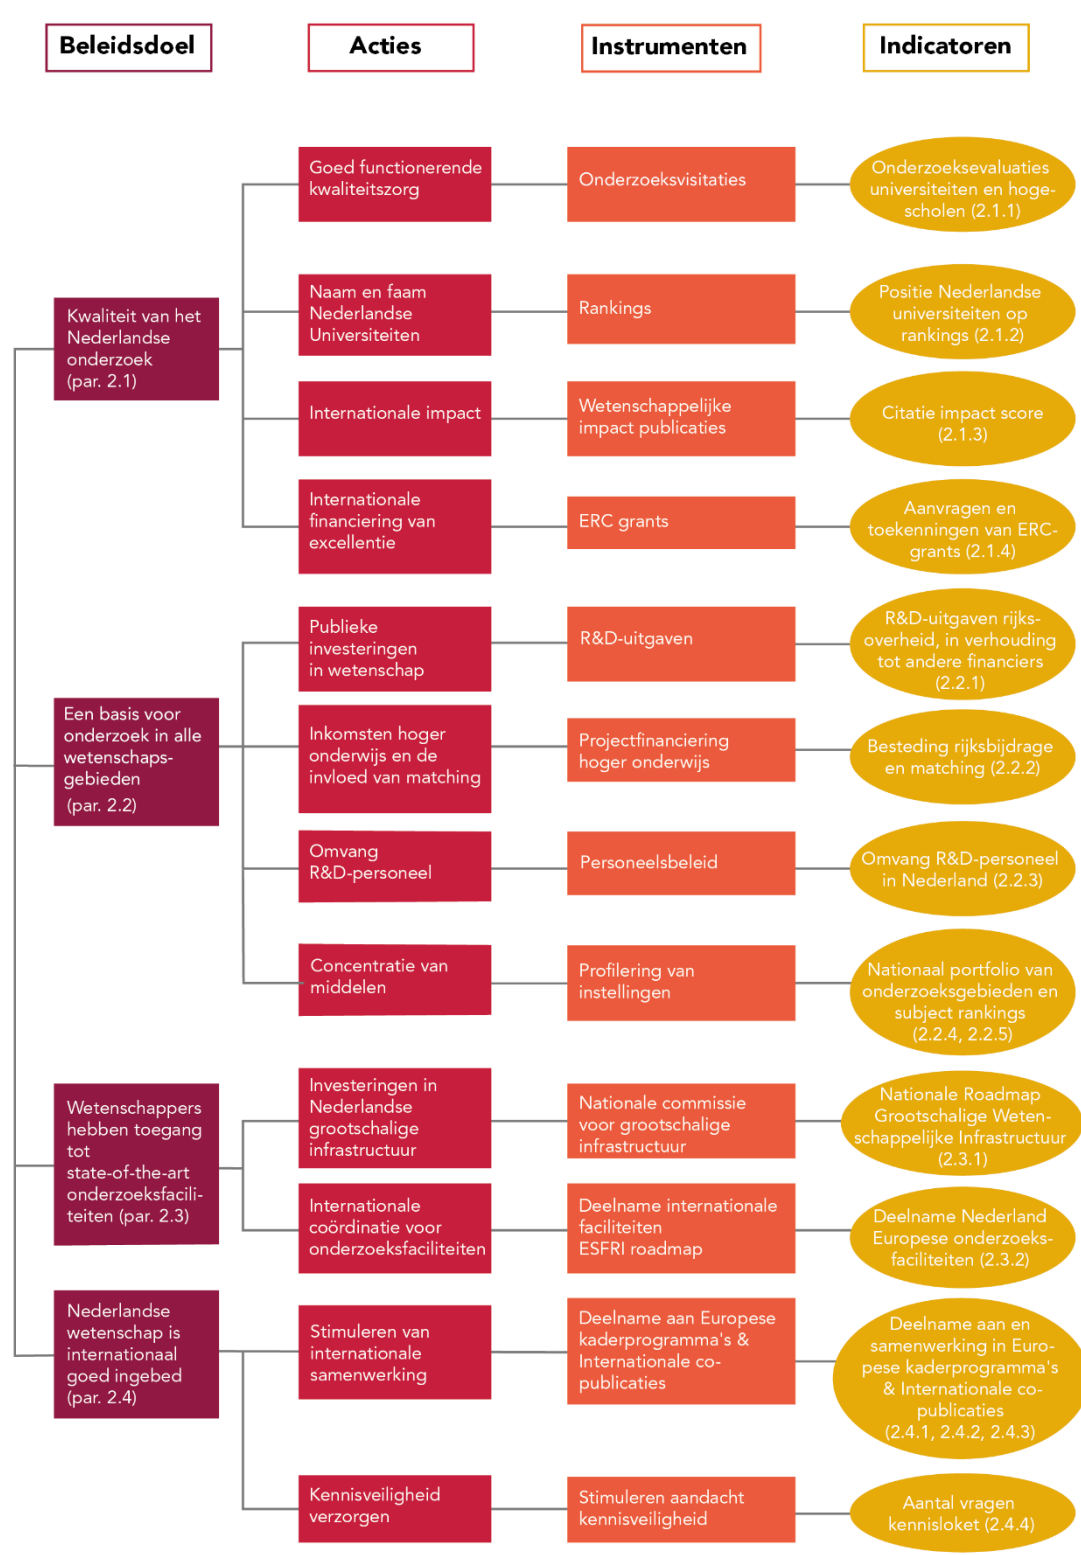 Beleidsdoel
Acties
Instrumenten
Indicatoren
Kwaliteit van het
Nederlandse
onderzoek
(par. 2.1)
Goed functionerende
kwaliteitszorg
Onderzoeksvisitaties
Onderzoeksevaluaties
universiteiten en hoge-
scholen (2.1.1)
Naam en faam
Nederlandse
Universiteiten
Rankings
Positie Nederlandse
universiteiten op
rankings (2.1.2)
Internationale impact
Wetenschappelijke
impact publicaties
Citatie impact score
(2.1.3)
Internationale
financiering van
excellentie
ERC grants
Aanvragen en
toekenningen van ERC-
grants (2.1.4)
Een basis voor
onderzoek in alle
wetenschaps-
gebieden
(par. 2.2)
Publieke
investeringen
in wetenschap
R&D-uitgaven
R&D-uitgaven rijks-
overheid, in verhouding
tot andere financiers
(2.2.1)
Inkomsten hoger
onderwijs en de
invloed van matching
Projectfinanciering
hoger onderwijs
Besteding rijksbijdrage
en matching (2.2.2)
Omvang
R&D-personeel
Personeelsbeleid
Omvang R&D-personeel
in Nederland (2.2.3)
Concentratie van
middelen
Profilering van
instellingen
Nationaal portfolio van
onderzoeksgebieden en
subject rankings
(2.2.4, 2.2.5)
Wetenschappers
hebben toegang
tot
state-of-the-art
onderzoeksfacili-
teiten (par. 2.3)
Investeringen in
Nederlandse
grootschalige
infrastructuur
Nationale commissie
voor grootschalige
infrastructuur
Nationale Roadmap
Grootschalige Weten-
schappelijke Infrastructuur
(2.3.1)
Internationale
coördinatie voor
onderzoeksfaciliteiten
Deelname internationale
faciliteiten
ESFRI roadmap
Deelname Nederland
Europese onderzoeks-
faciliteiten (2.3.2)
Nederlandse
wetenschap is
internationaal
goed ingebed
(par. 2.4)
Stimuleren van
internationale
samenwerking
Deelname aan Europese
kaderprogramma's &
Internationale co-
publicaties
Deelname aan en
samenwerking in Euro-
pese kaderprogramma's
& Internationale co-
publicaties
(2.4.1, 2.4.2, 2.4.3)
Kennisveiligheid
verzorgen
Stimuleren aandacht
kennisveiligheid
Aantal vragen
kennisloket (2.4.4)